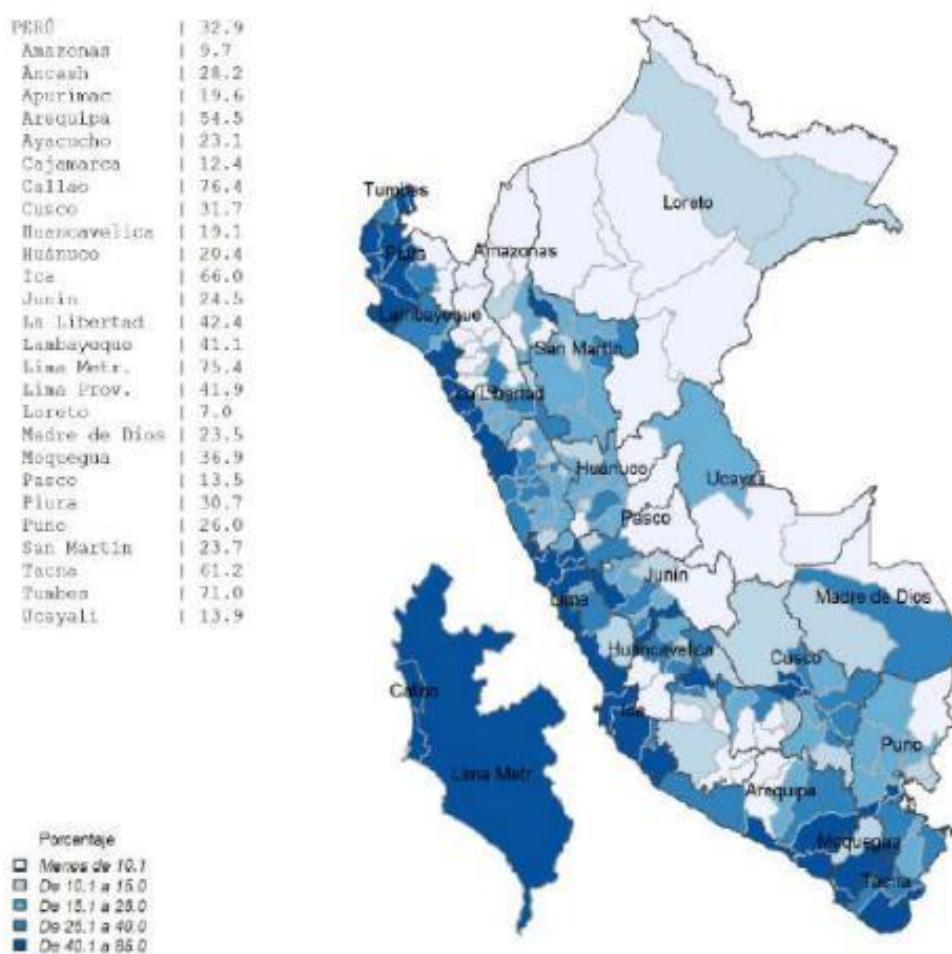 PERÚ | 32.9
Amazonas | 9.7
Áncash | 28.2
Apurímac | 19.6
Arequipa | 54.5
Ayacucho | 23.1
Cajamarca | 12.4
Callao | 76.4
Cusco | 31.7
Huancavelica | 19.1
Huánuco | 20.4
Ica | 66.0
Junín | 24.5
La Libertad | 42.4
Lambayeque | 41.1
Lima Metr. | 75.4
Lima Prov. | 41.9
Loreto | 7.0
Madre de Dios | 23.5
Moquegua | 36.9
Pasco | 13.5
Piura | 30.7
Puno | 26.0
San Martín | 23.7
Tacna | 61.2
Tumbes | 71.0
Ucayali | 13.9
Tumbes
Loreto
Amazonas
Piura
Lambayeque
San Martín
La Libertad
Huánuco
Ucayali
Pasco
Junín
Lima
Madre de Dios
Huancavelica
Cusco
Callao
Ica
Puno
Lima Metr.
Arequipa
Moquegua
Tacna
Porcentaje
Menos de 10.1
De 10.1 a 15.0
De 15.1 a 25.0
De 25.1 a 40.0
De 40.1 a 85.0